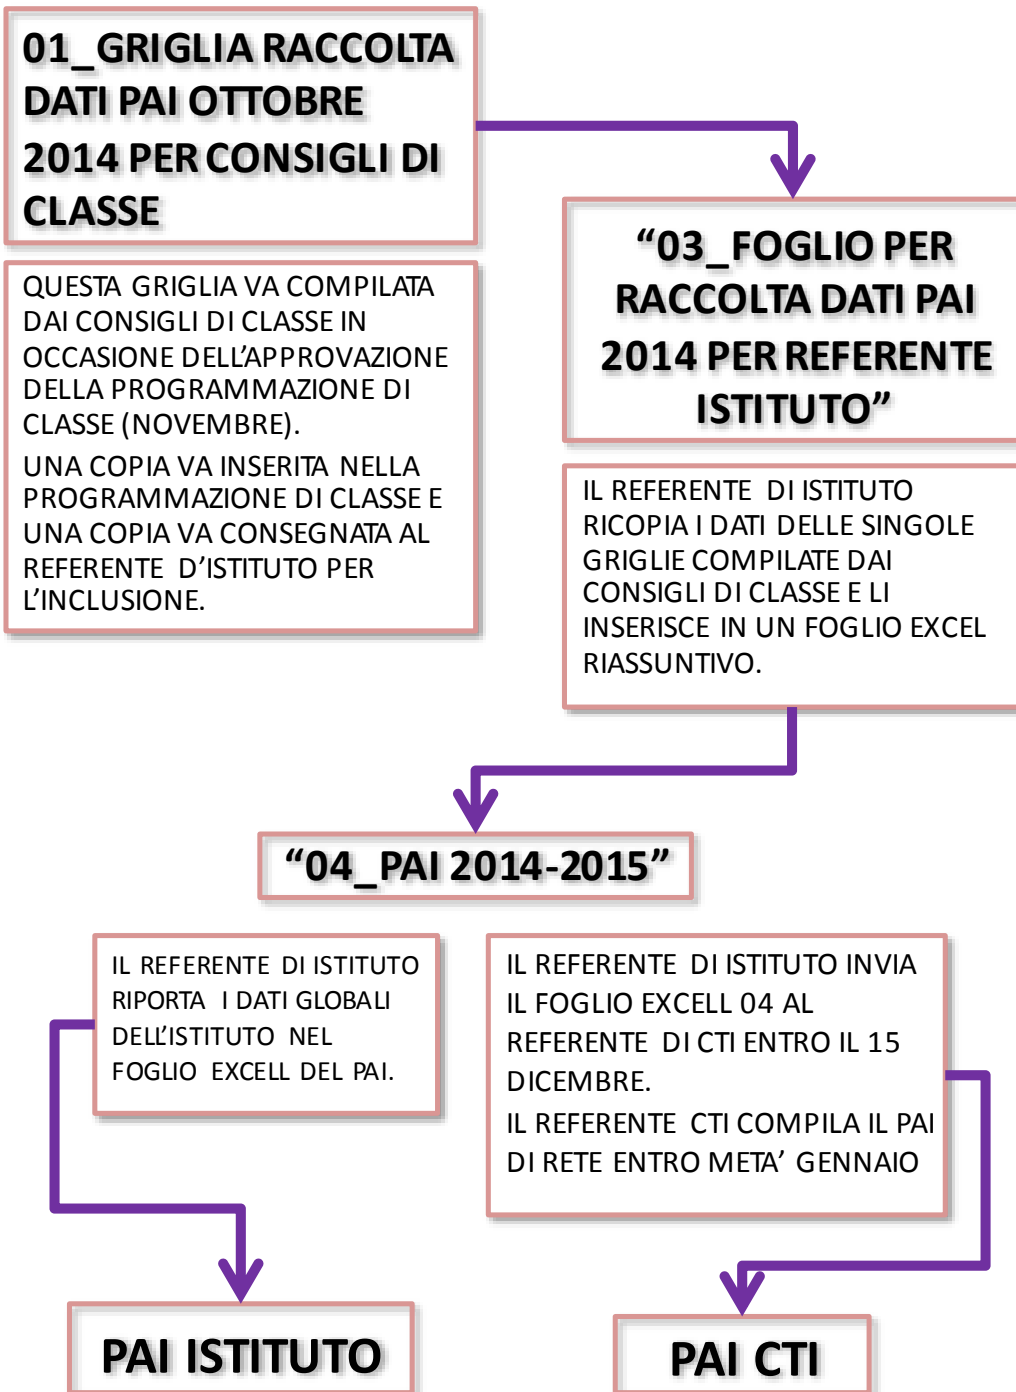 01_GRIGLIA RACCOLTA
DATI PAI OTTOBRE
2014 PER CONSIGLI DI
CLASSE
QUESTA GRIGLIA VA COMPILATA
DAI CONSIGLI DI CLASSE IN
OCCASIONE DELL’APPROVAZIONE
DELLA PROGRAMMAZIONE DI
CLASSE (NOVEMBRE).
UNA COPIA VA INSERITA NELLA
PROGRAMMAZIONE DI CLASSE E
UNA COPIA VA CONSEGNATA AL
REFERENTE D’ISTITUTO PER
L’INCLUSIONE.
“03_FOGLIO PER
RACCOLTA DATI PAI
2014 PER REFERENTE
ISTITUTO”
IL REFERENTE DI ISTITUTO
RICOPIA I DATI DELLE SINGOLE
GRIGLIE COMPILATE DAI
CONSIGLI DI CLASSE E LI
INSERISCE IN UN FOGLIO EXCEL
RIASSUNTIVO.
“04_PAI 2014-2015”
IL REFERENTE DI ISTITUTO
RIPORTA I DATI GLOBALI
DELL’ISTITUTO NEL
FOGLIO EXCELL DEL PAI.
IL REFERENTE DI ISTITUTO INVIA
IL FOGLIO EXCELL 04 AL
REFERENTE DI CTI ENTRO IL 15
DICEMBRE.
IL REFERENTE CTI COMPILA IL PAI
DI RETE ENTRO META’ GENNAIO
PAI ISTITUTO
PAI CTI